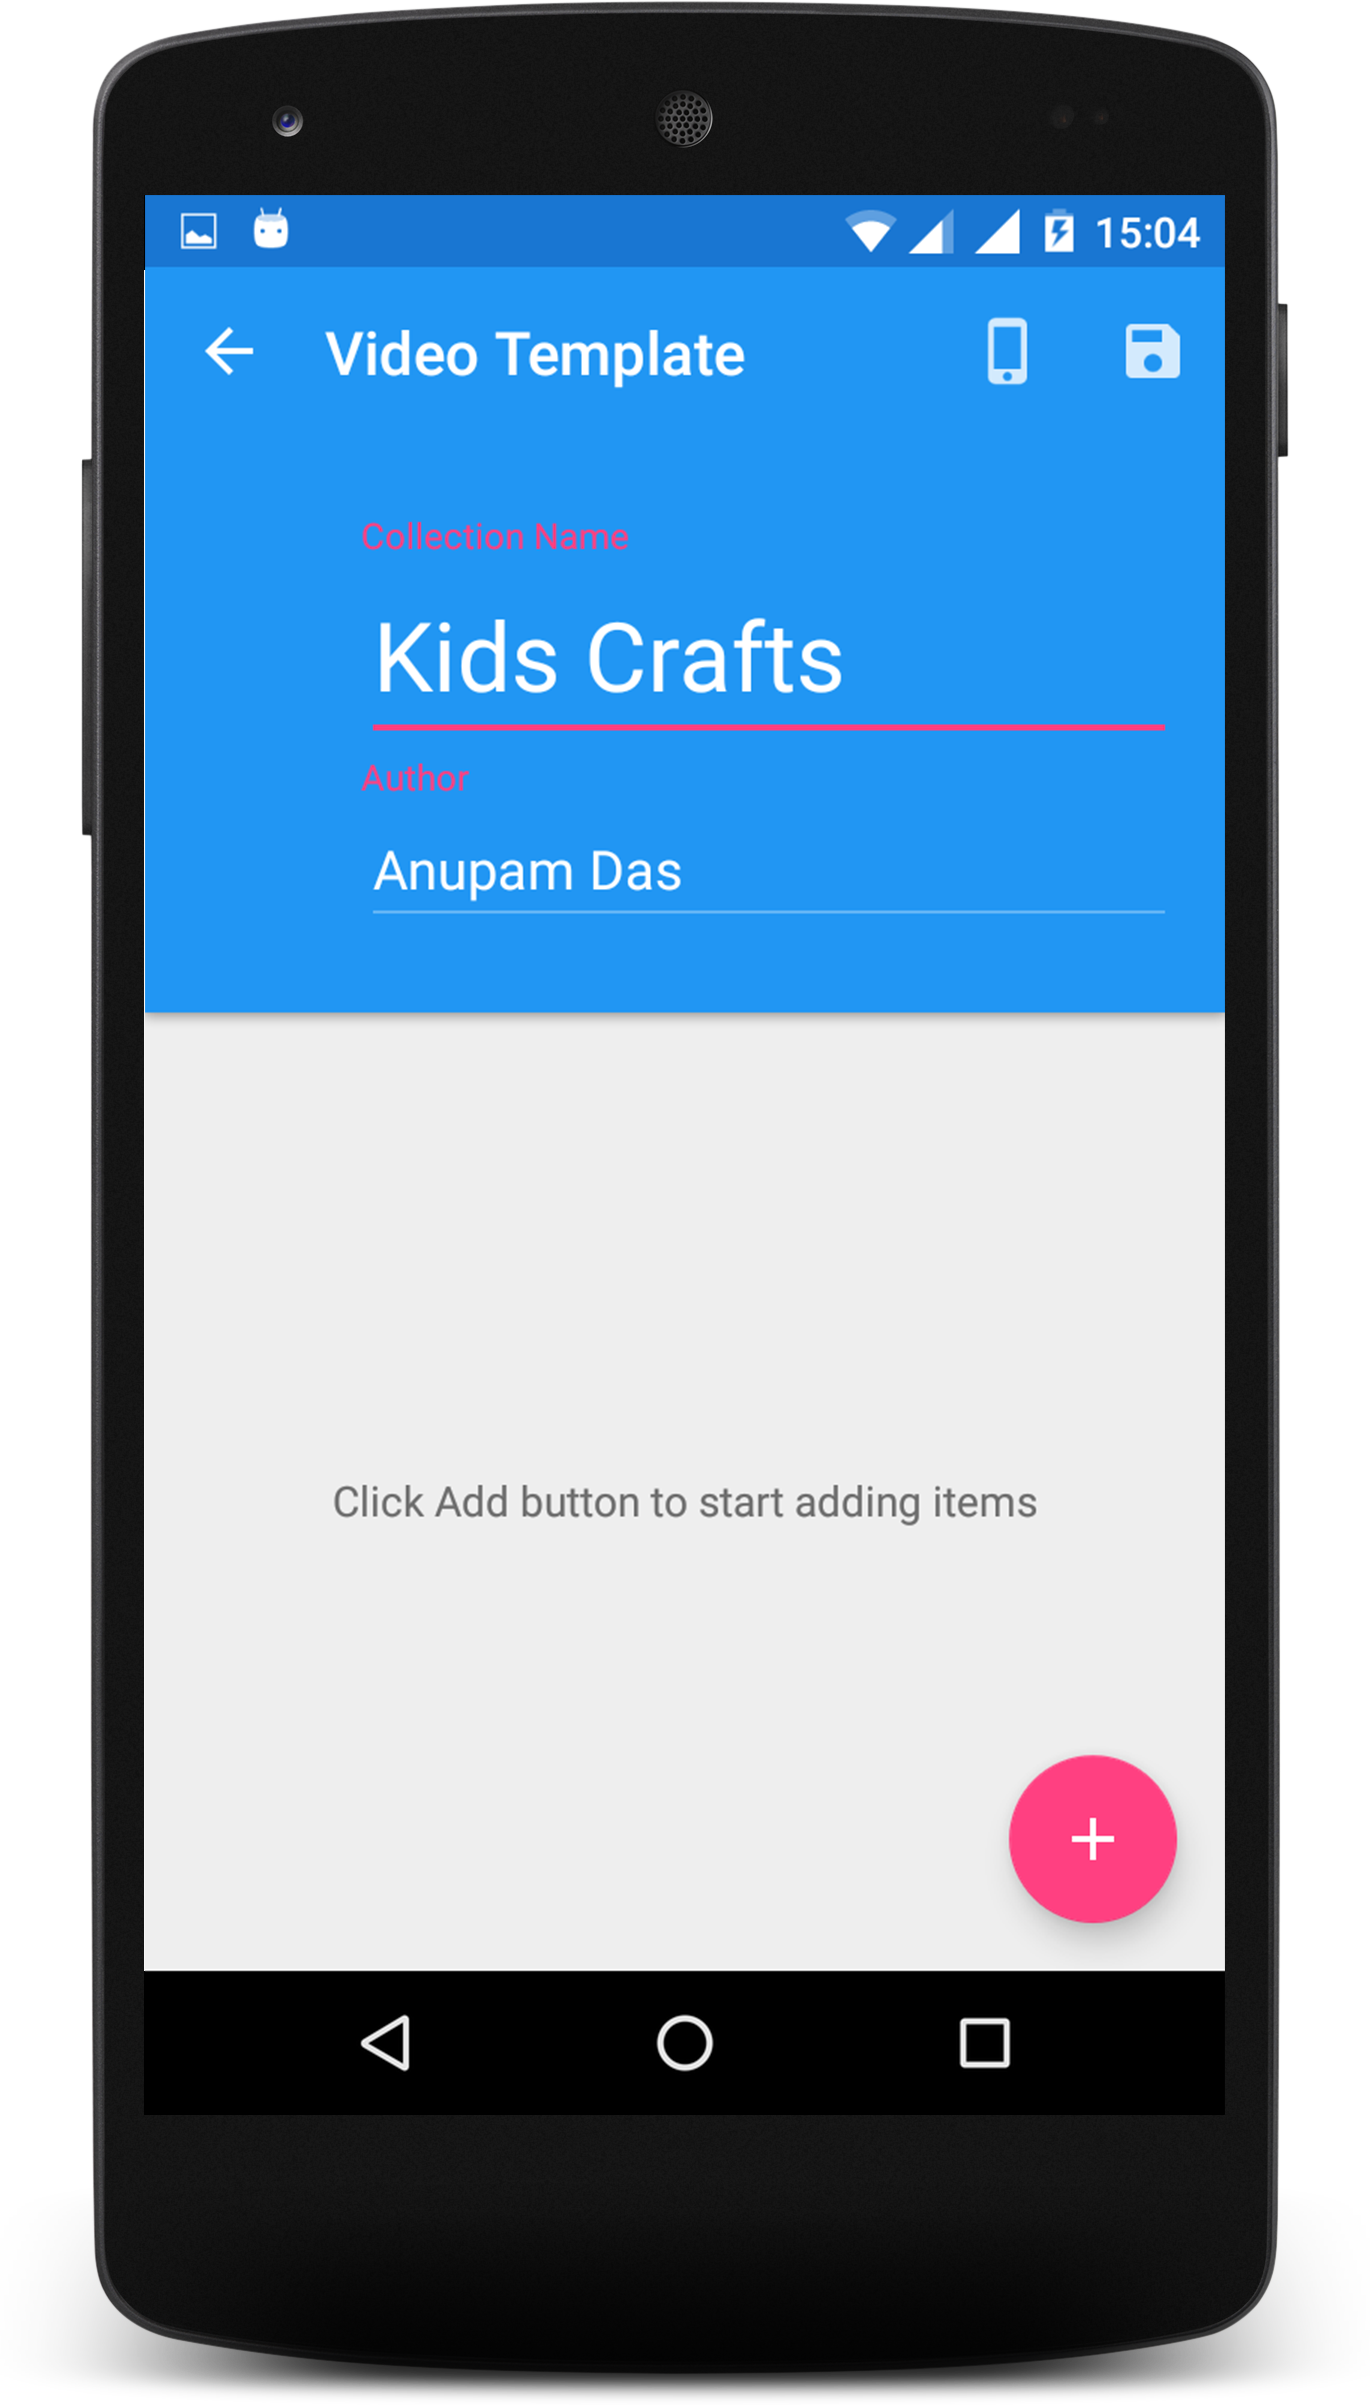 15:04
Video Template
Collection Name
Kids Crafts
Author
Anupam Das
Click Add button to start adding items